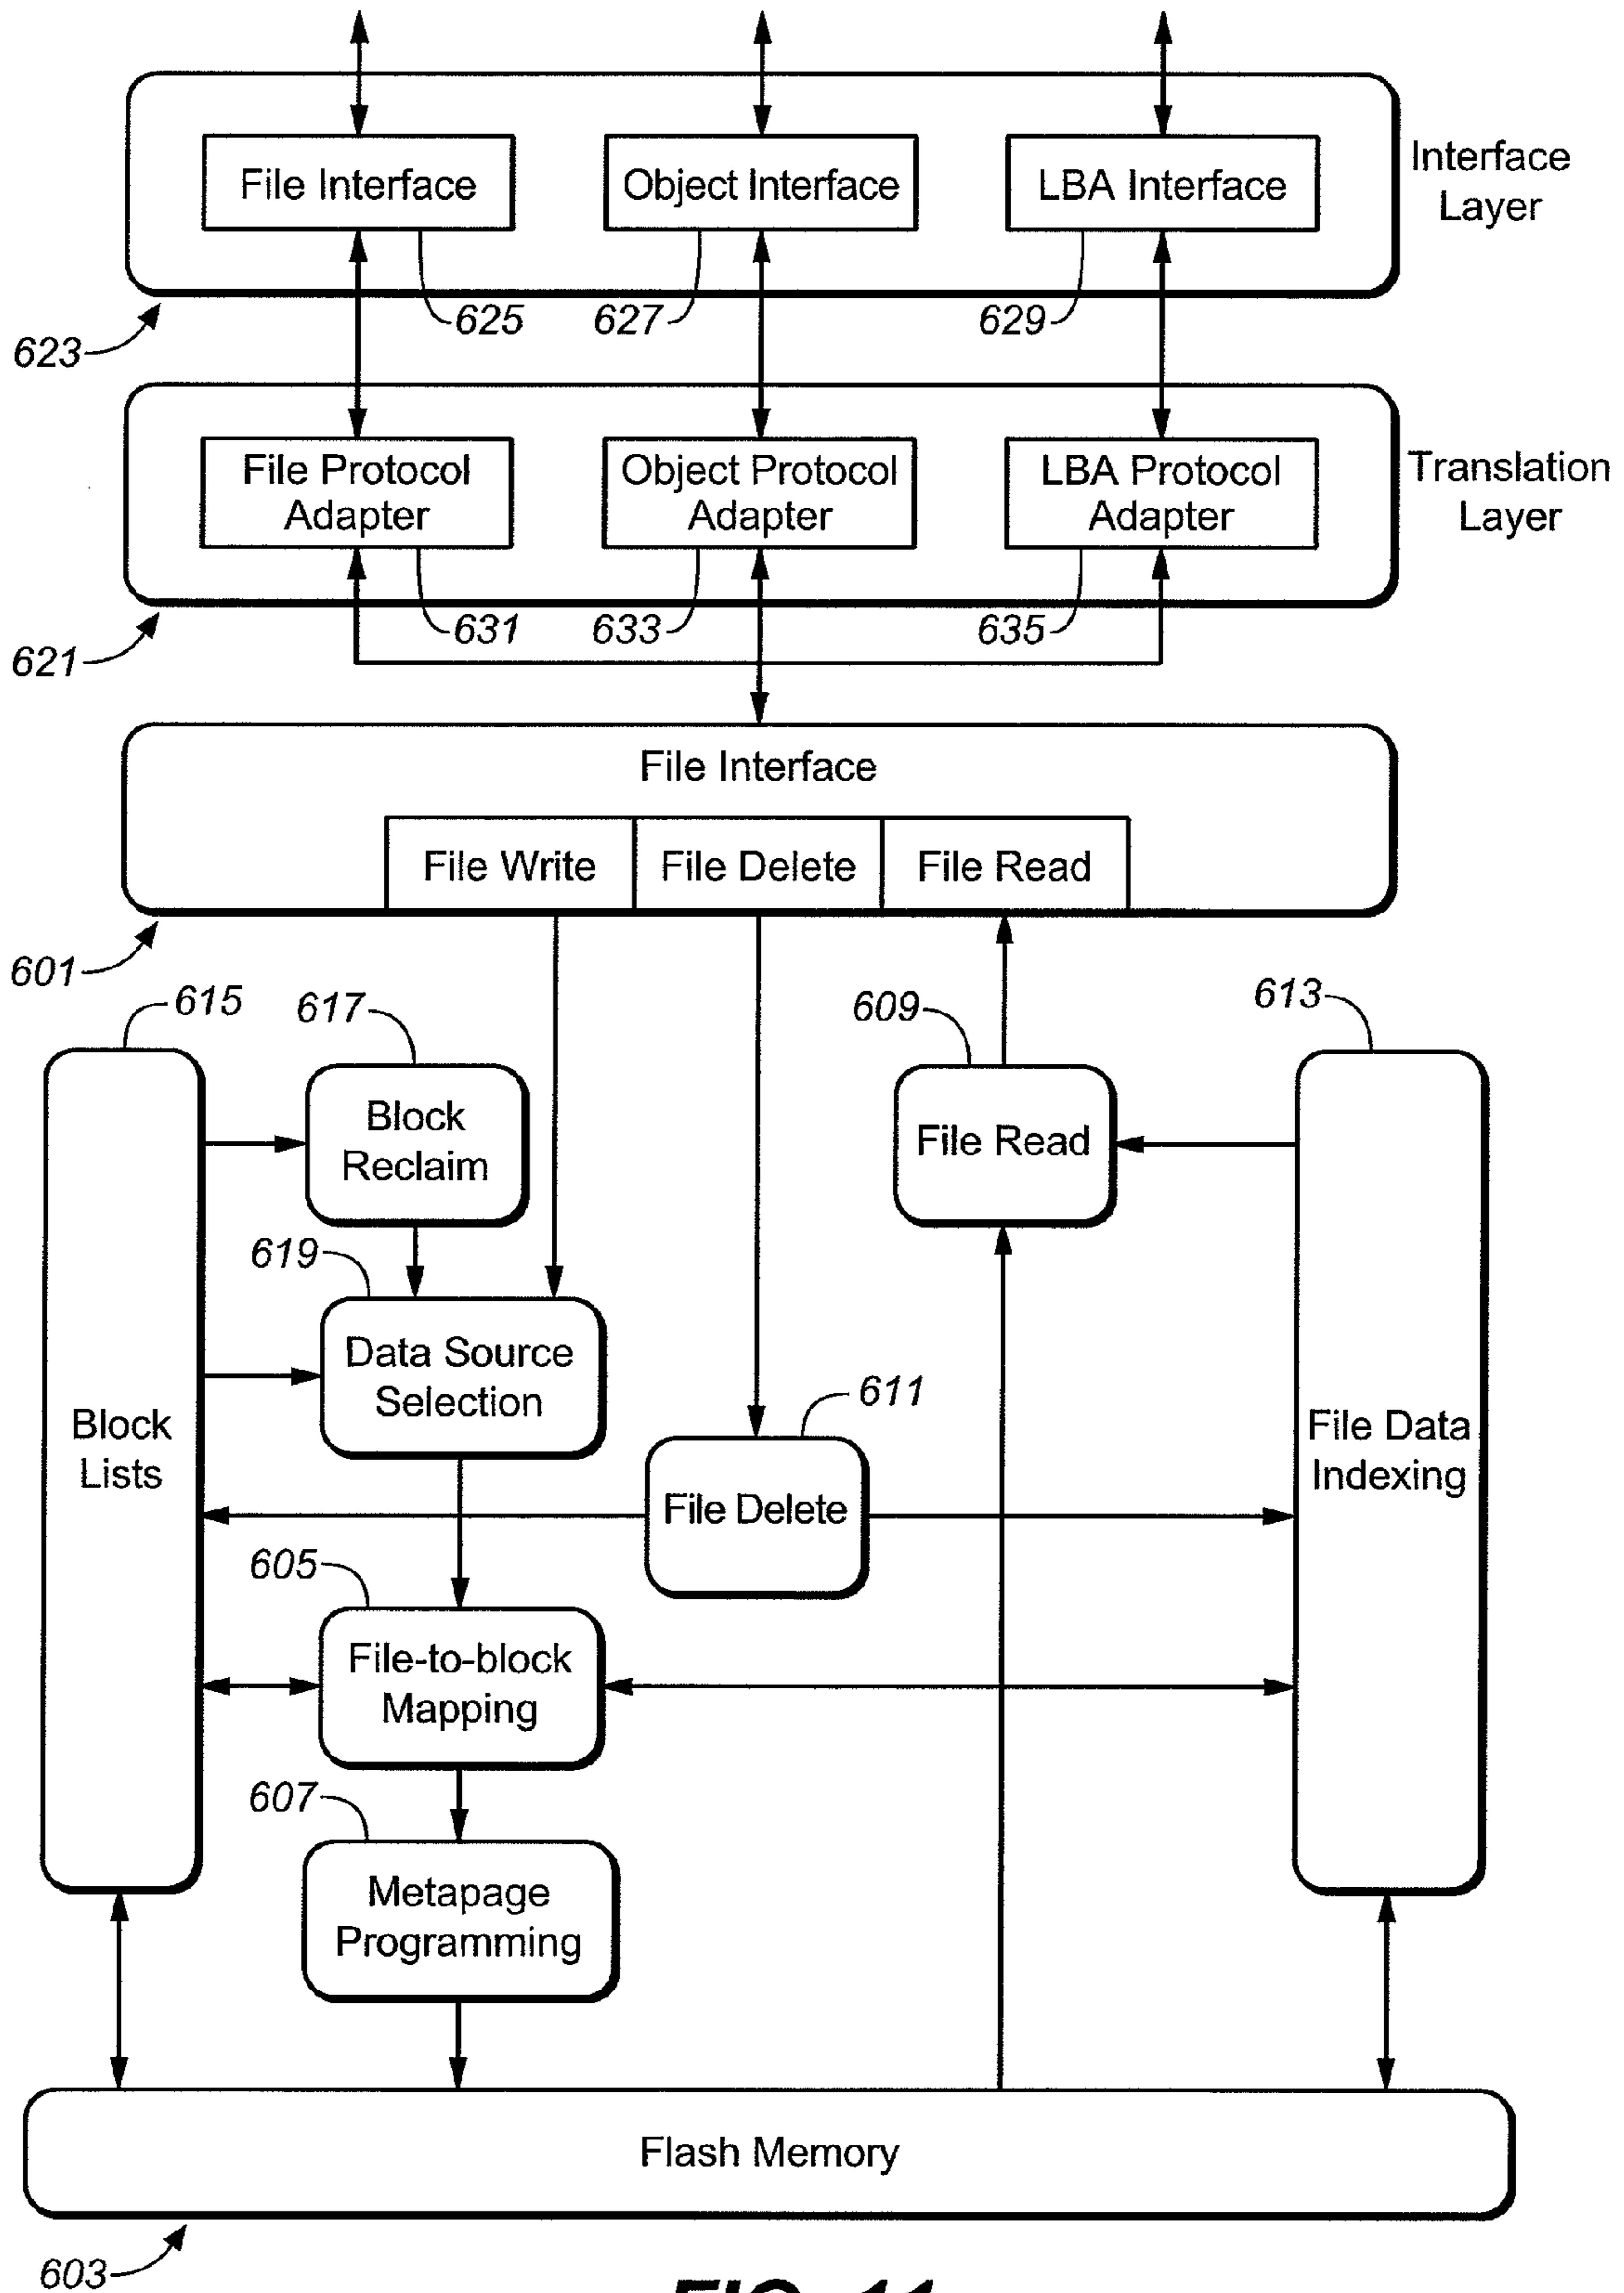 File Interface
Object Interface
LBA Interface
Interface
Layer
625
627
629
623
File Protocol
Adapter
Object Protocol
Adapter
LBA Protocol
Adapter
Translation
Layer
631
633
635
621
File Interface
File Write
File Delete
File Read
601
615
617
609
613
Block
Reclaim
File Read
619
Data Source
Selection
611
Block
Lists
File Delete
File Data
Indexing
605
File-to-block
Mapping
607
Metapage
Programming
Flash Memory
603
FIG. 11